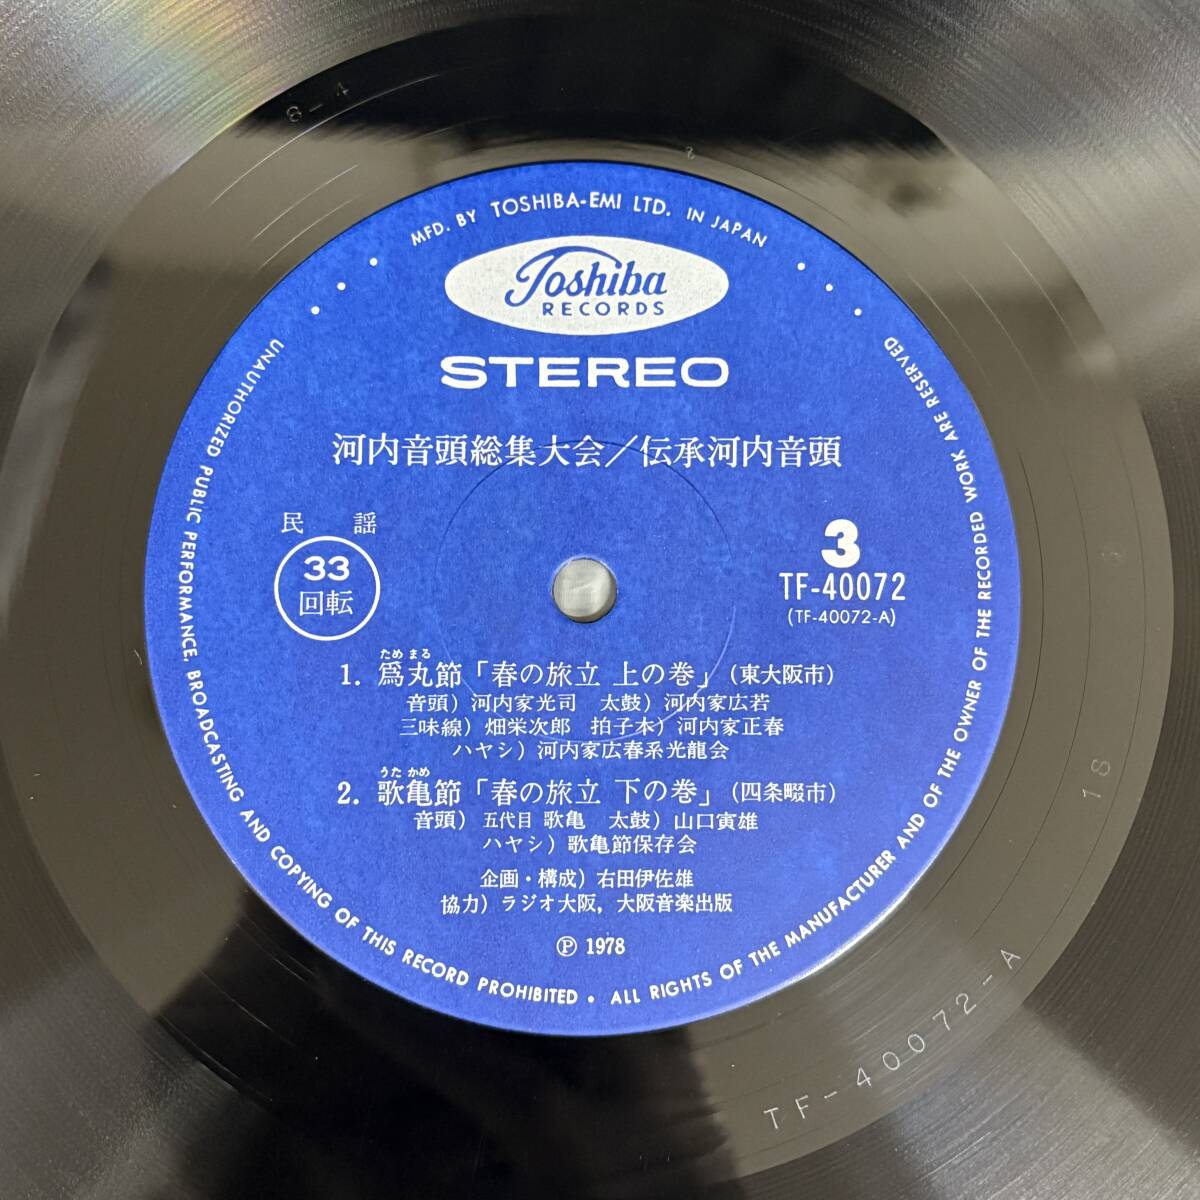 MFD. BY TOSHIBA-EMI LTD. IN JAPAN
Toshiba
RECORDS
STEREO
河内音頭総集大会/伝承河内音頭
民謡
33
回転
3
TF-40072
(TF-40072-A)
ため まる
1. 爲丸節「春の旅立 上の巻」(東大阪市)
音頭) 河内家光司 太鼓) 河内家広若
三味線) 畑栄次郎 拍子木) 河内家正春
ハヤシ) 河内家広春系光龍会
うた かめ
2. 歌亀節「春の旅立 下の巻」(四条畷市)
音頭) 五代目 歌亀 太鼓) 山口寅雄
ハヤシ) 歌亀節保存会
企画・構成) 右田伊佐雄
協力) ラジオ大阪, 大阪音楽出版
Ⓟ 1978
UNAUTHORIZED PUBLIC PERFORMANCE, BROADCASTING AND COPYING OF THIS RECORD PROHIBITED • ALL RIGHTS OF THE MANUFACTURER AND OF THE OWNER OF THE RECORDED WORK ARE RESERVED
TF-40072-A
1S